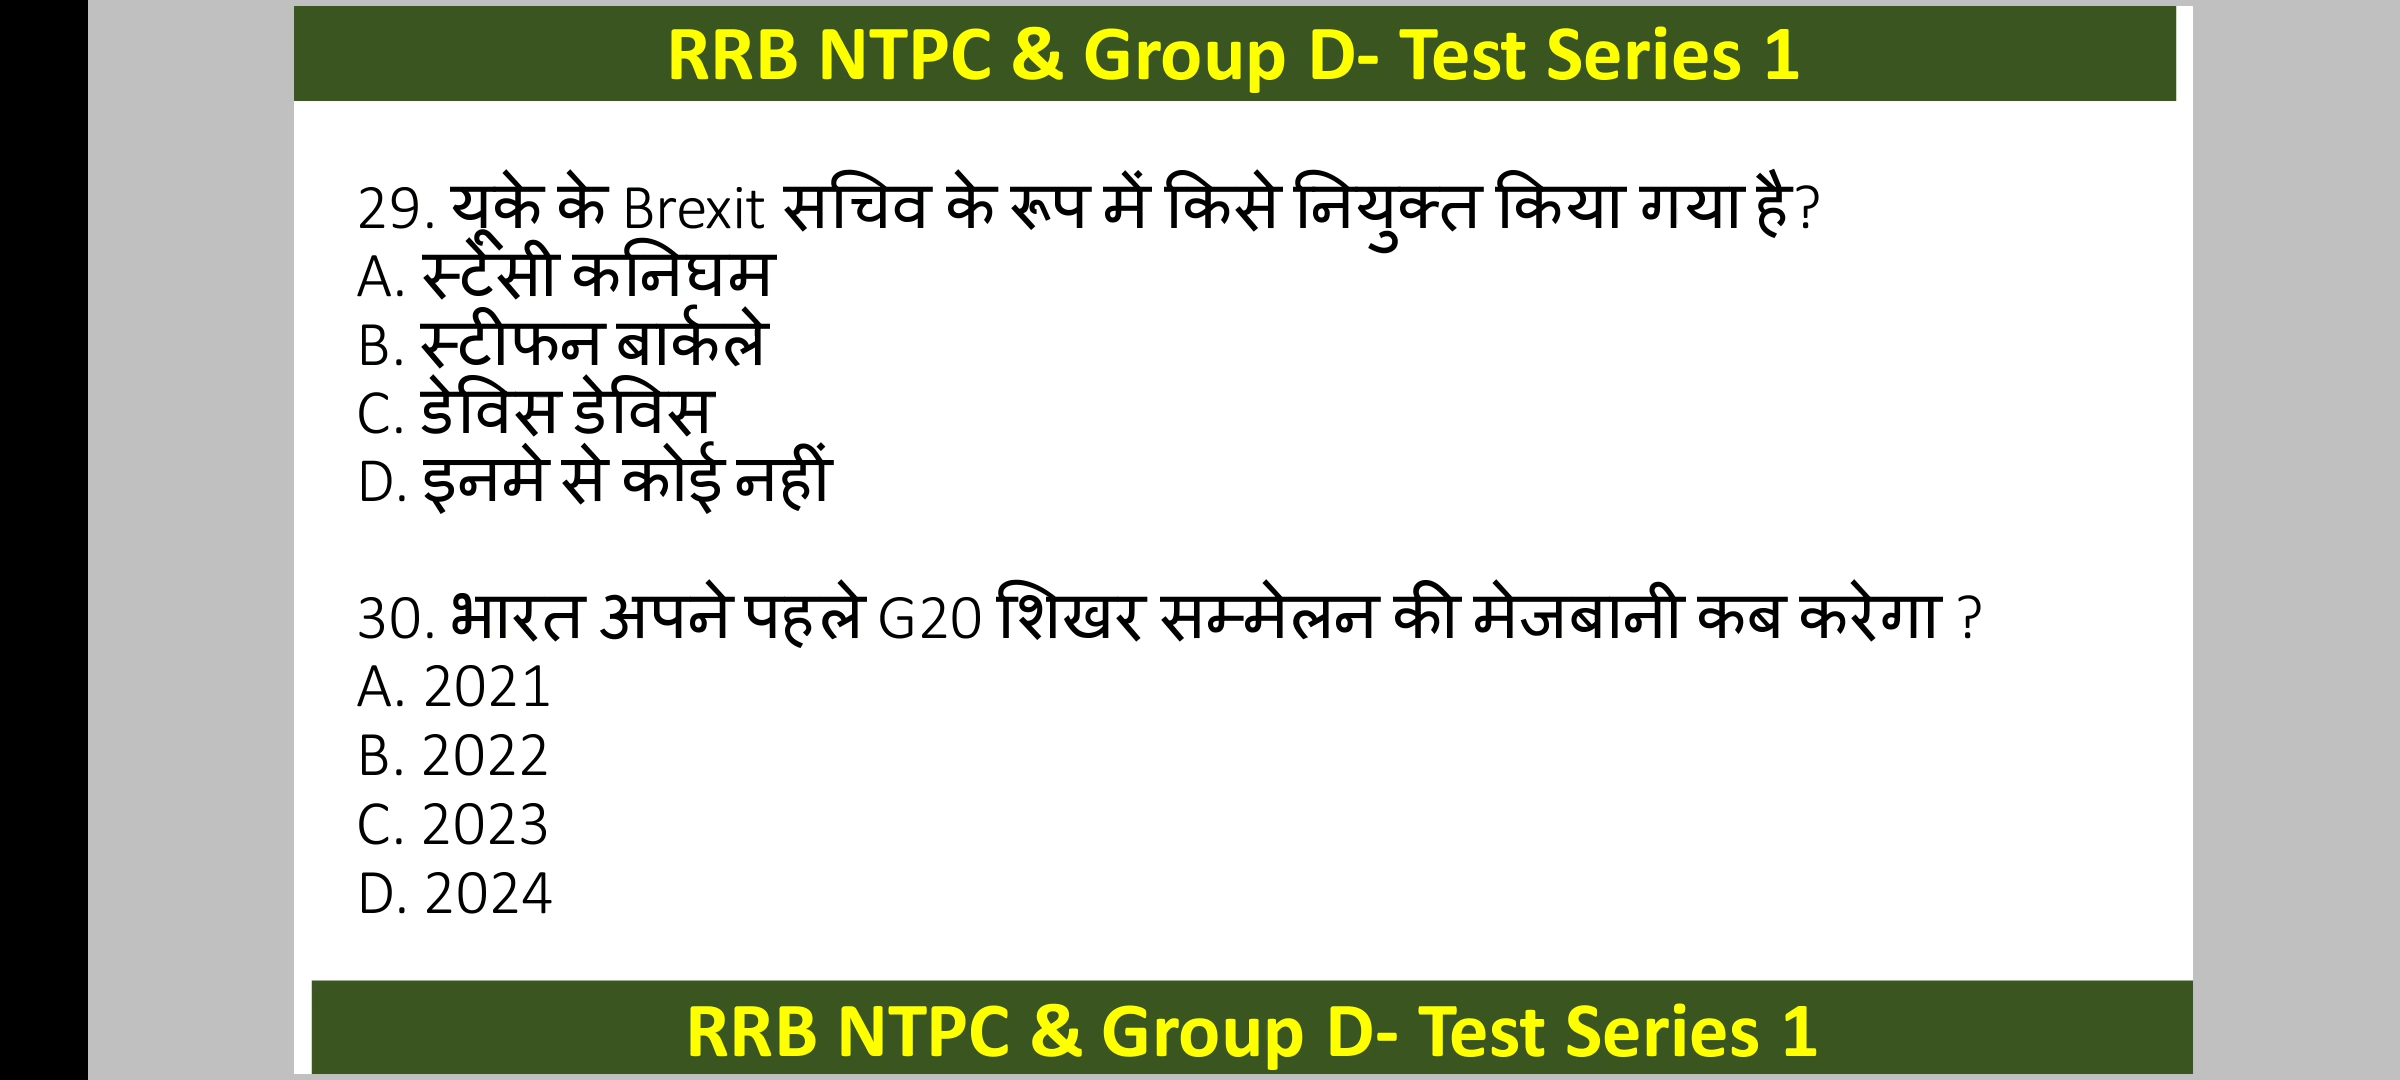 RRB NTPC & Group D- Test Series 1
29. यूके के Brexit सचिव के रूप में किसे नियुक्त किया गया है?
A. स्टेसी कनिघम
B. स्टीफन बार्कले
C. डेविस डेविस
D. इनमे से कोई नहीं
30. भारत अपने पहले G20 शिखर सम्मेलन की मेजबानी कब करेगा ?
A. 2021
B. 2022
C. 2023
D. 2024
RRB NTPC & Group D- Test Series 1